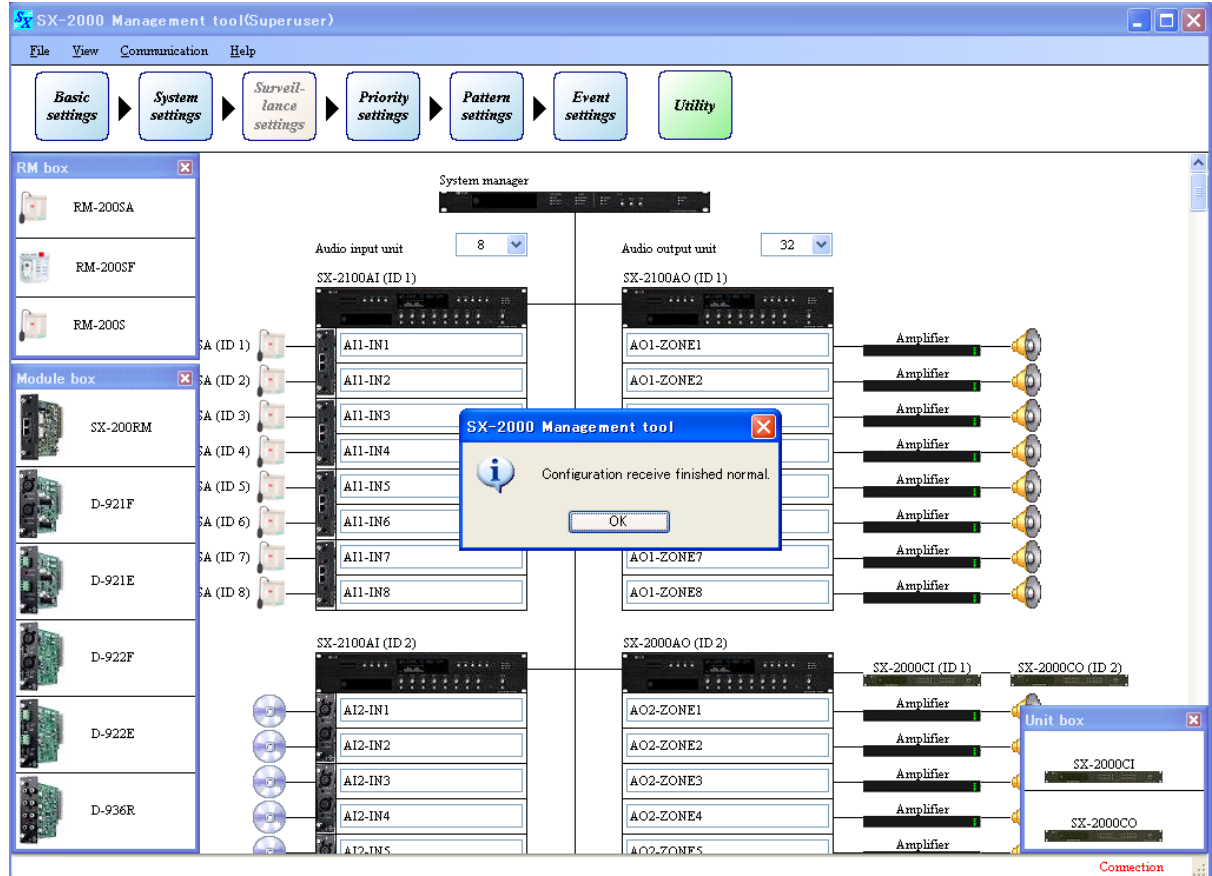 SX SX-2000 Management tool(Superuser)
File View Communication Help
Basic settings
System settings
Surveil-lance settings
Priority settings
Pattern settings
Event settings
Utility
RM box
RM-200SA
RM-200SF
RM-200S
Module box
SX-200RM
D-921F
D-921E
D-922F
D-922E
D-936R
System manager
Audio input unit 8
Audio output unit 32
SX-2100AI (ID 1)
SX-2100AO (ID 1)
SA (ID 1) AI1-IN1 AO1-ZONE1 Amplifier
SA (ID 2) AI1-IN2 AO1-ZONE2 Amplifier
SA (ID 3) AI1-IN3 Amplifier
SA (ID 4) AI1-IN4 Amplifier
SA (ID 5) AI1-IN5 Amplifier
SA (ID 6) AI1-IN6 Amplifier
SA (ID 7) AI1-IN7 AO1-ZONE7 Amplifier
SA (ID 8) AI1-IN8 AO1-ZONE8 Amplifier
SX-2000 Management tool
Configuration receive finished normal.
OK
SX-2100AI (ID 2)
SX-2000AO (ID 2)
SX-2000CI (ID 1) SX-2000CO (ID 2)
AI2-IN1 AO2-ZONE1 Amplifier
AI2-IN2 AO2-ZONE2 Amplifier
AI2-IN3 AO2-ZONE3 Amplifier
AI2-IN4 AO2-ZONE4 Amplifier
AI2-IN5 AO2-ZONE5 Amplifier
Unit box
SX-2000CI
SX-2000CO
Connection